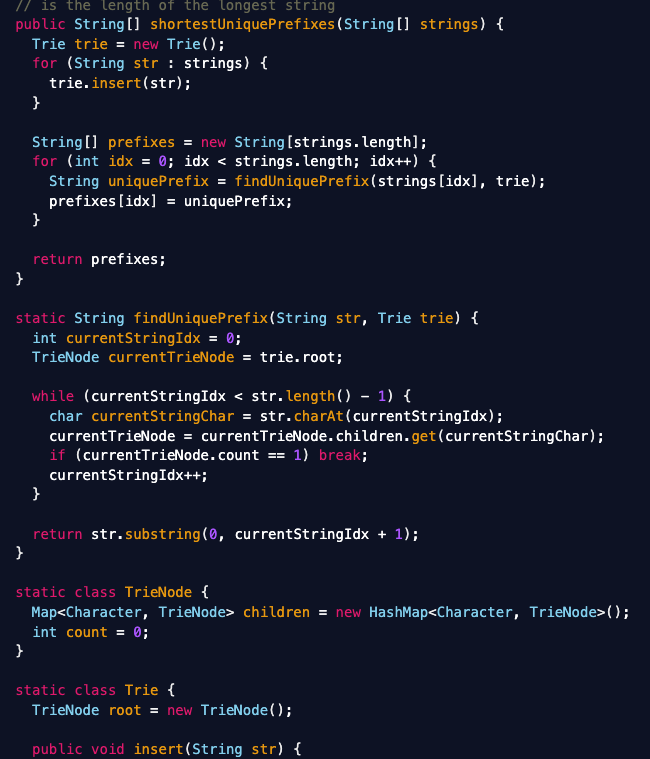 // is the length of the longest string
public String[] shortestUniquePrefixes(String[] strings) {
  Trie trie = new Trie();
  for (String str : strings) {
    trie.insert(str);
  }

  String[] prefixes = new String[strings.length];
  for (int idx = 0; idx < strings.length; idx++) {
    String uniquePrefix = findUniquePrefix(strings[idx], trie);
    prefixes[idx] = uniquePrefix;
  }

  return prefixes;
}

static String findUniquePrefix(String str, Trie trie) {
  int currentStringIdx = 0;
  TrieNode currentTrieNode = trie.root;

  while (currentStringIdx < str.length() - 1) {
    char currentStringChar = str.charAt(currentStringIdx);
    currentTrieNode = currentTrieNode.children.get(currentStringChar);
    if (currentTrieNode.count == 1) break;
    currentStringIdx++;
  }

  return str.substring(0, currentStringIdx + 1);
}

static class TrieNode {
  Map<Character, TrieNode> children = new HashMap<Character, TrieNode>();
  int count = 0;
}

static class Trie {
  TrieNode root = new TrieNode();

  public void insert(String str) {